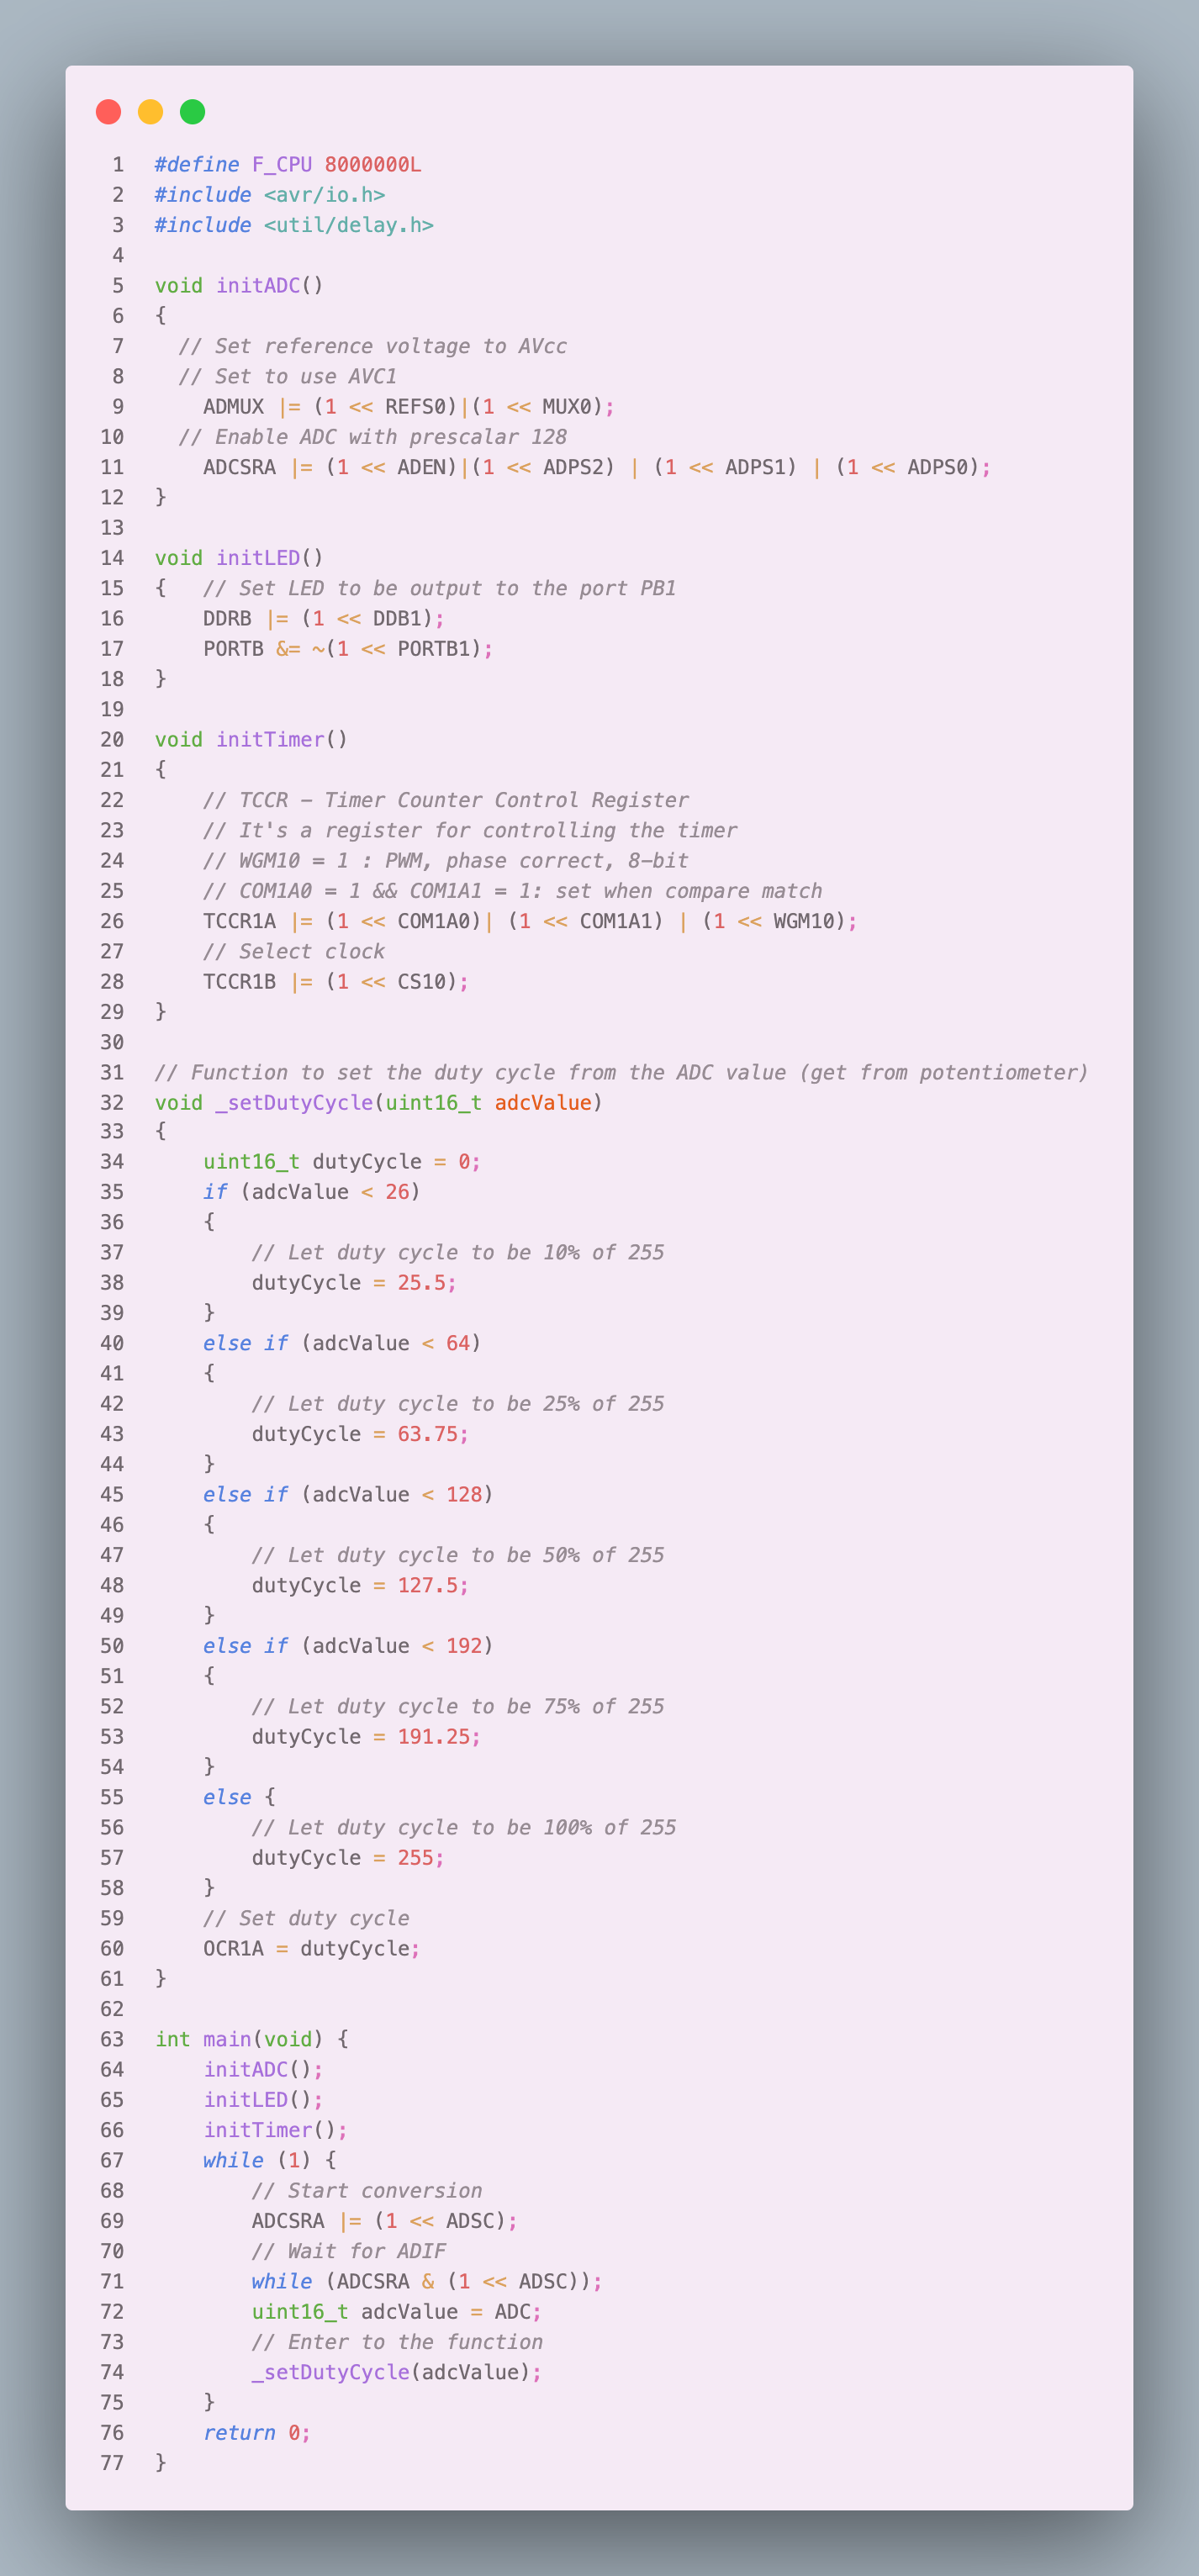 1 #define F_CPU 8000000L
2 #include <avr/io.h>
3 #include <util/delay.h>
4
5 void initADC()
6 {
7   // Set reference voltage to AVcc
8   // Set to use AVC1
9     ADMUX |= (1 << REFS0)|(1 << MUX0);
10   // Enable ADC with prescalar 128
11     ADCSRA |= (1 << ADEN)|(1 << ADPS2) | (1 << ADPS1) | (1 << ADPS0);
12 }
13
14 void initLED()
15 {   // Set LED to be output to the port PB1
16     DDRB |= (1 << DDB1);
17     PORTB &= ~(1 << PORTB1);
18 }
19
20 void initTimer()
21 {
22     // TCCR - Timer Counter Control Register
23     // It's a register for controlling the timer
24     // WGM10 = 1 : PWM, phase correct, 8-bit
25     // COM1A0 = 1 && COM1A1 = 1: set when compare match
26     TCCR1A |= (1 << COM1A0)| (1 << COM1A1) | (1 << WGM10);
27     // Select clock
28     TCCR1B |= (1 << CS10);
29 }
30
31 // Function to set the duty cycle from the ADC value (get from potentiometer)
32 void _setDutyCycle(uint16_t adcValue)
33 {
34     uint16_t dutyCycle = 0;
35     if (adcValue < 26)
36     {
37         // Let duty cycle to be 10% of 255
38         dutyCycle = 25.5;
39     }
40     else if (adcValue < 64)
41     {
42         // Let duty cycle to be 25% of 255
43         dutyCycle = 63.75;
44     }
45     else if (adcValue < 128)
46     {
47         // Let duty cycle to be 50% of 255
48         dutyCycle = 127.5;
49     }
50     else if (adcValue < 192)
51     {
52         // Let duty cycle to be 75% of 255
53         dutyCycle = 191.25;
54     }
55     else {
56         // Let duty cycle to be 100% of 255
57         dutyCycle = 255;
58     }
59     // Set duty cycle
60     OCR1A = dutyCycle;
61 }
62
63 int main(void) {
64     initADC();
65     initLED();
66     initTimer();
67     while (1) {
68         // Start conversion
69         ADCSRA |= (1 << ADSC);
70         // Wait for ADIF
71         while (ADCSRA & (1 << ADSC));
72         uint16_t adcValue = ADC;
73         // Enter to the function
74         _setDutyCycle(adcValue);
75     }
76     return 0;
77 }